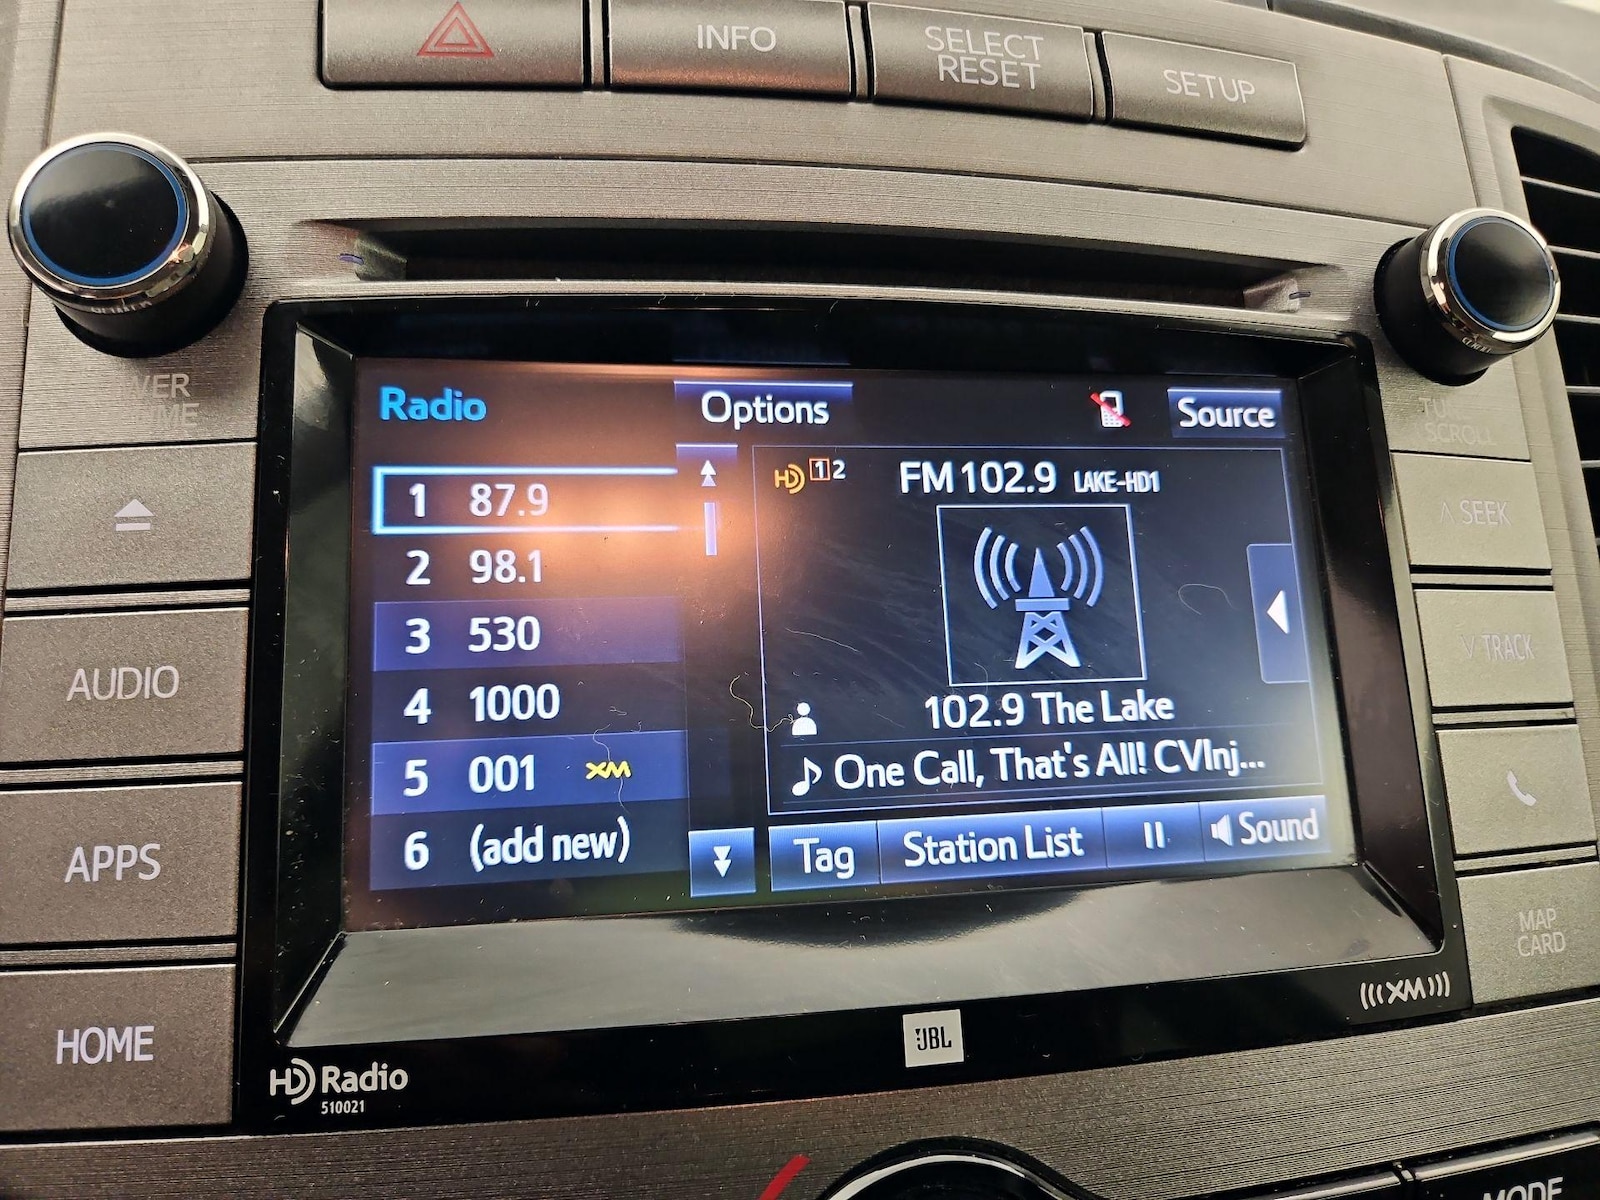 INFO
SELECT
RESET
SETUP
AUDIO
APPS
HOME
Radio
Options
Source
1 87.9
2 98.1
3 530
4 1000
5 001 XM
6 (add new)
HD 1 2
FM 102.9 LAKE-HD1
102.9 The Lake
One Call, That's All! CVInj...
Tag
Station List
Sound
SCROLL
SEEK
TRACK
MAP
CARD
XM
JBL
HD Radio
510021
MODE